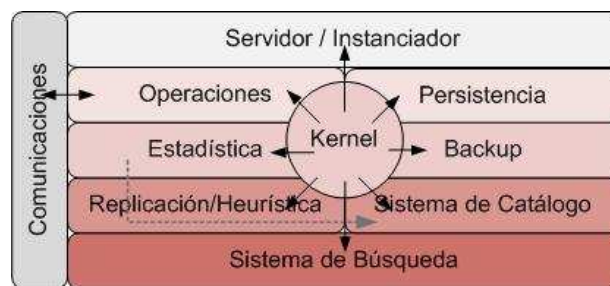 Comunicaciones
Servidor / Instanciador
Operaciones
Persistencia
Kernel
Estadística
Backup
Replicación/Heurística
Sistema de Catálogo
Sistema de Búsqueda